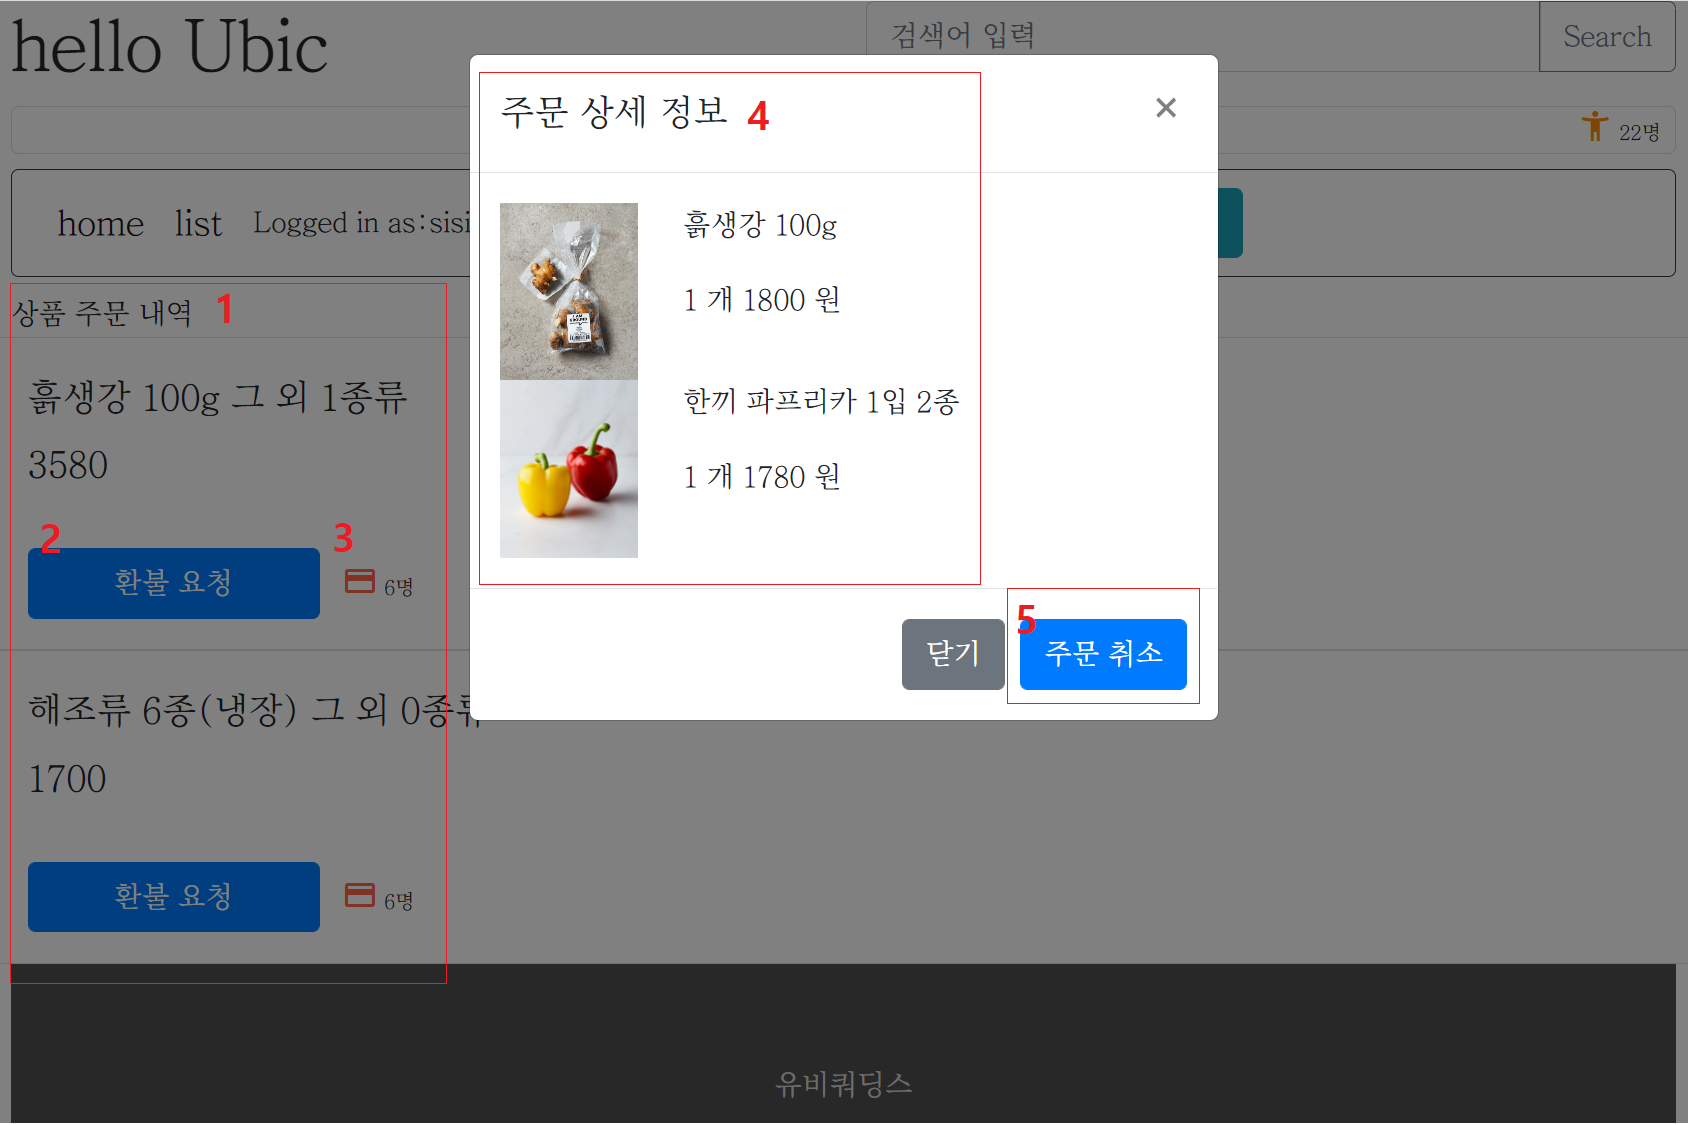 hello Ubic
검색어 입력
Search
22명
home list Logged in as:sisi
상품 주문 내역 1
흙생강 100g 그 외 1종류
3580
2
환불 요청
3
6명
해조류 6종(냉장) 그 외 0종류
1700
환불 요청
6명
주문 상세 정보 4
×
흙생강 100g
1 개 1800 원
한끼 파프리카 1입 2종
1 개 1780 원
닫기
5
주문 취소
유비쿼딩스